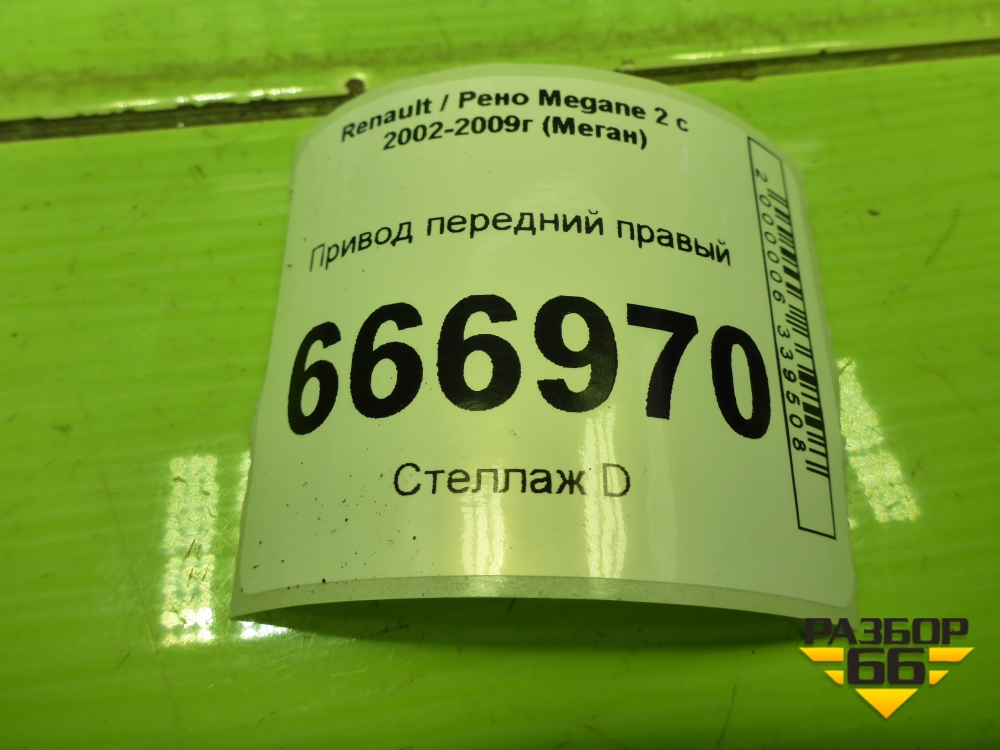 Renault / Рено Megane 2 с
2002-2009г (Меган)
Привод передний правый
666970
Стеллаж D
2000006339508
РАЗБОР
66